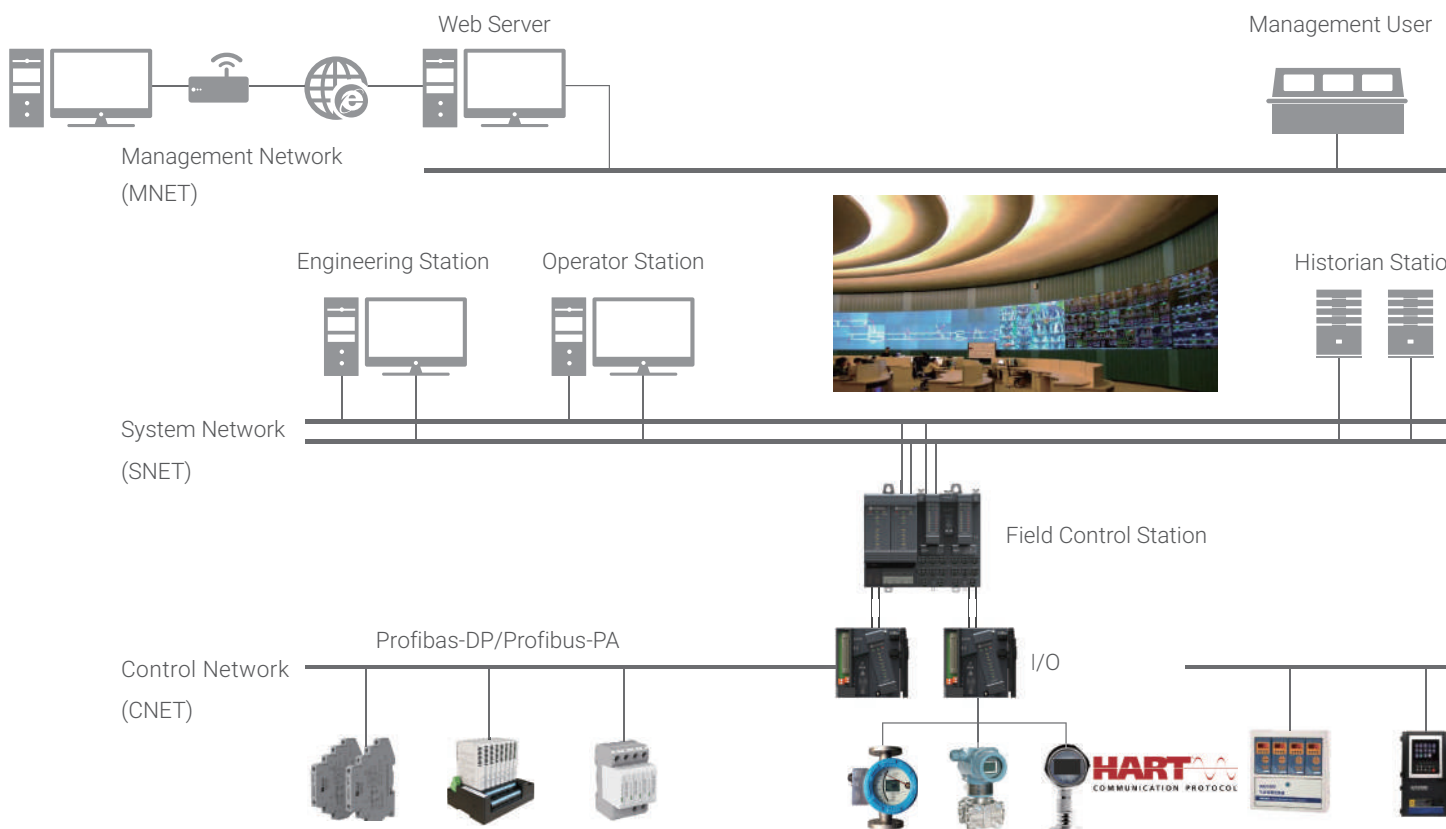 Web Server
Management User
Management Network
(MNET)
Engineering Station
Operator Station
Historian Statio
System Network
(SNET)
Field Control Station
Profibas-DP/Profibus-PA
I/O
Control Network
(CNET)
HART
COMMUNICATION PROTOCOL